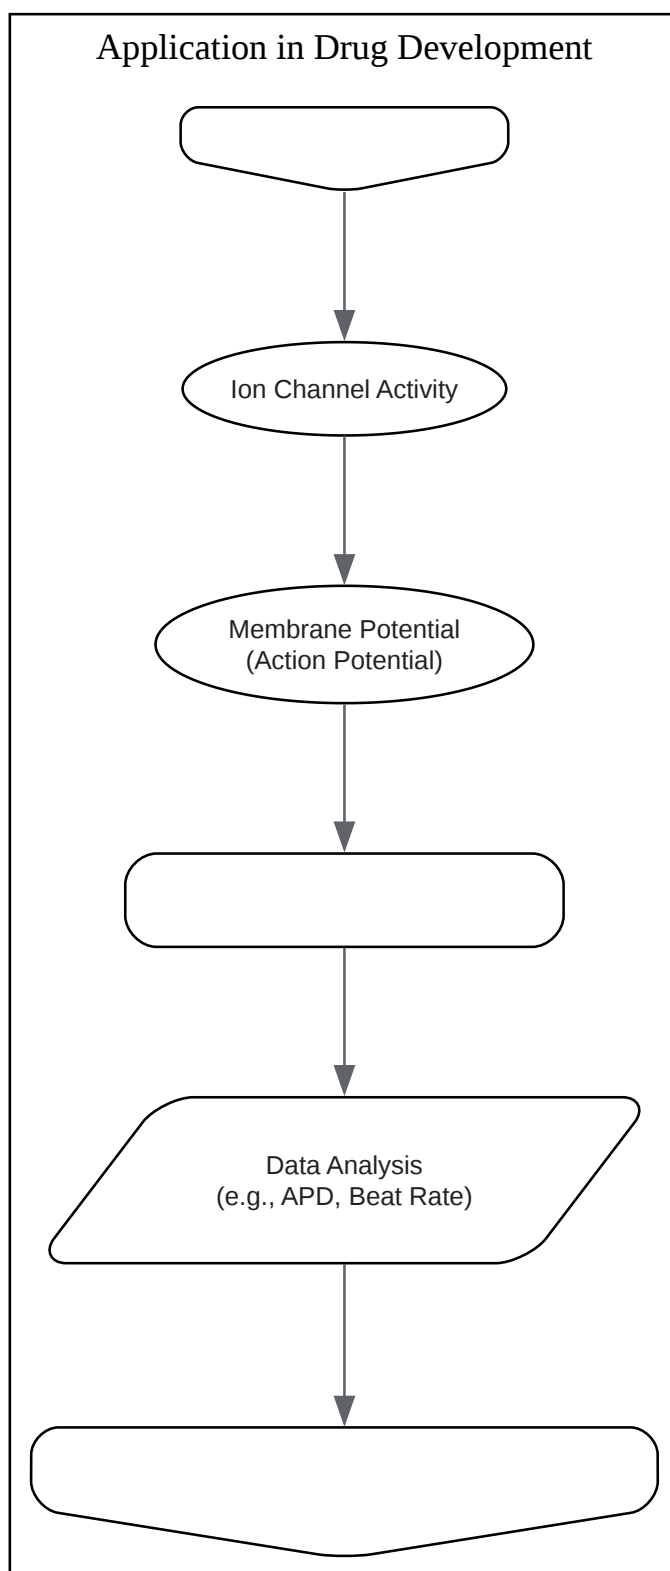 Application in Drug Development
Ion Channel Activity
Membrane Potential
(Action Potential)
Data Analysis
(e.g., APD, Beat Rate)